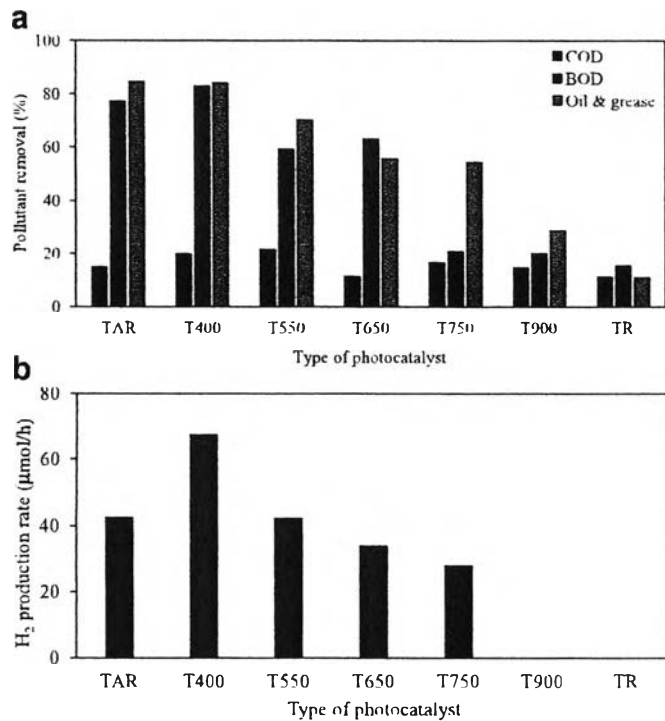 a
100
80
60
40
20
0
Pollutant removal (%)
COD
BOD
Oil & grease
TAR T400 T550 T650 T750 T900 TR
Type of photocatalyst
b
80
60
40
20
0
H₂ production rate (μmol/h)
TAR T400 T550 T650 T750 T900 TR
Type of photocatalyst